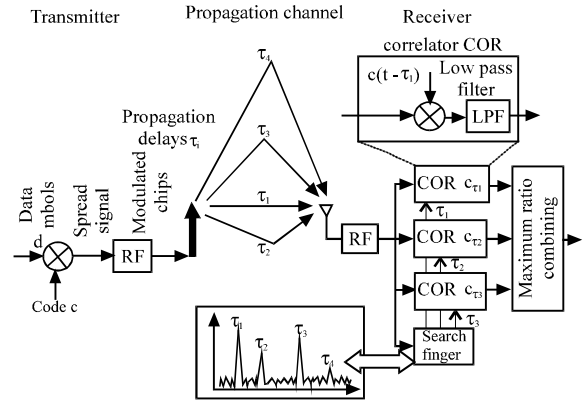 Transmitter
Propagation channel
Receiver
correlator COR
c(t - τ1)
Low pass
filter
LPF
τ4
Propagation
delays τi
τ3
τ1
τ2
Data
mbols
d
Spread
signal
Modulated
chips
RF
Code c
RF
COR cτ1
τ1
COR cτ2
τ2
COR cτ3
τ3
Search
finger
Maximum ratio
combining
τ1
τ2
τ3
τ4